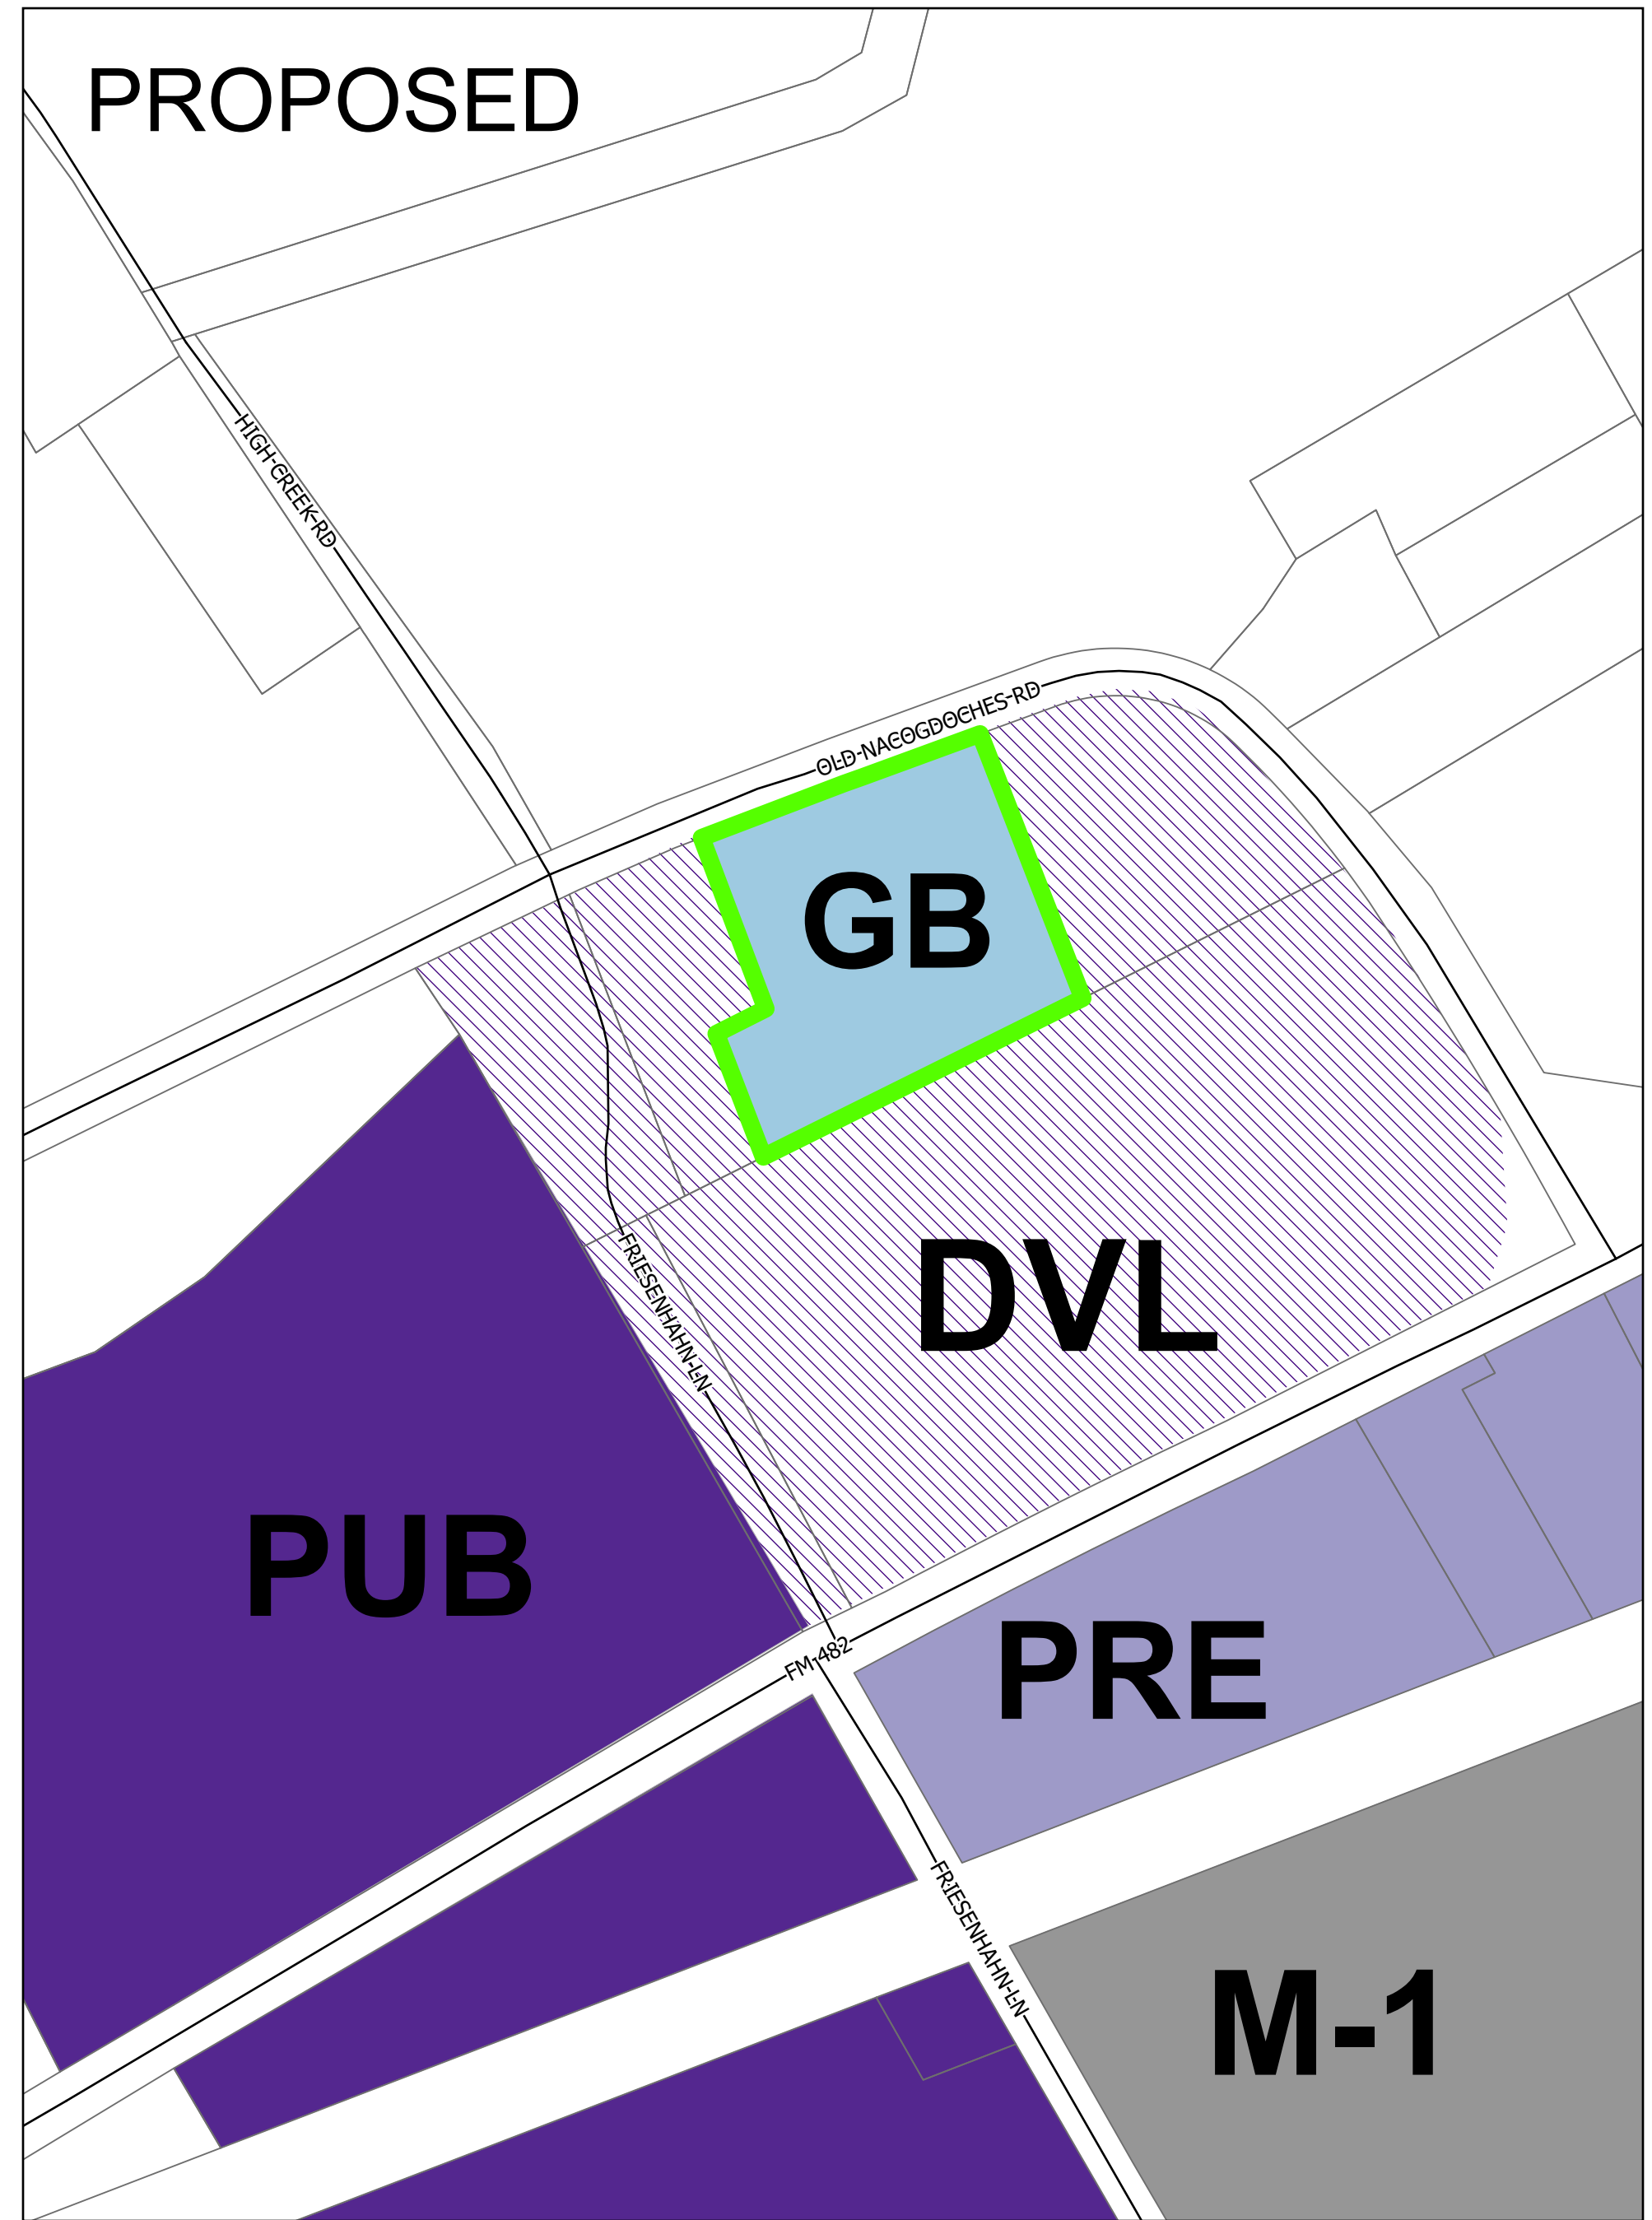 PROPOSED
HIGH CREEK RD
OLD NACOGDOCHES RD
GB
FRIESENHAHN LN
DVL
PUB
FM 482
PRE
FRIESENHAHN LN
M-1